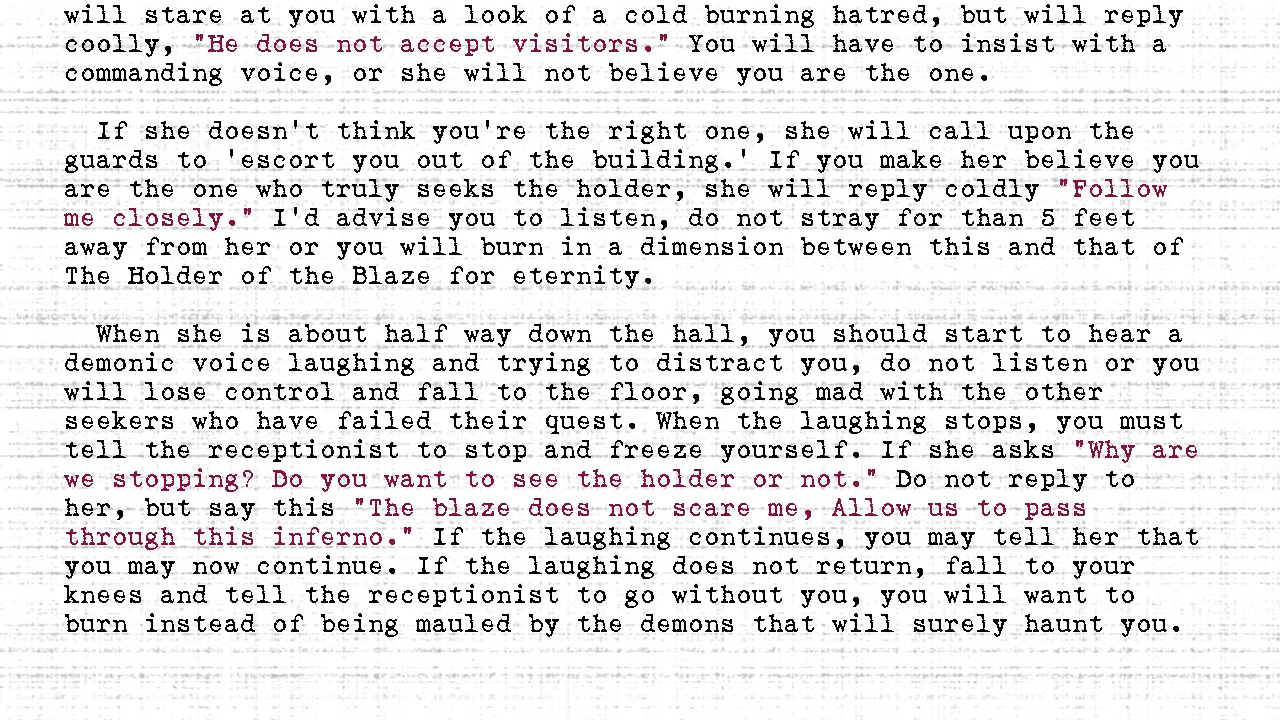 will stare at you with a look of a cold burning hatred, but will reply
coolly, "He does not accept visitors." You will have to insist with a
commanding voice, or she will not believe you are the one.
If she doesn't think you're the right one, she will call upon the
guards to 'escort you out of the building.' If you make her believe you
are the one who truly seeks the holder, she will reply coldly "Follow
me closely." I'd advise you to listen, do not stray for than 5 feet
away from her or you will burn in a dimension between this and that of
The Holder of the Blaze for eternity.
When she is about half way down the hall, you should start to hear a
demonic voice laughing and trying to distract you, do not listen or you
will lose control and fall to the floor, going mad with the other
seekers who have failed their quest. When the laughing stops, you must
tell the receptionist to stop and freeze yourself. If she asks "Why are
we stopping? Do you want to see the holder or not." Do not reply to
her, but say this "The blaze does not scare me, Allow us to pass
through this inferno." If the laughing continues, you may tell her that
you may now continue. If the laughing does not return, fall to your
knees and tell the receptionist to go without you, you will want to
burn instead of being mauled by the demons that will surely haunt you.